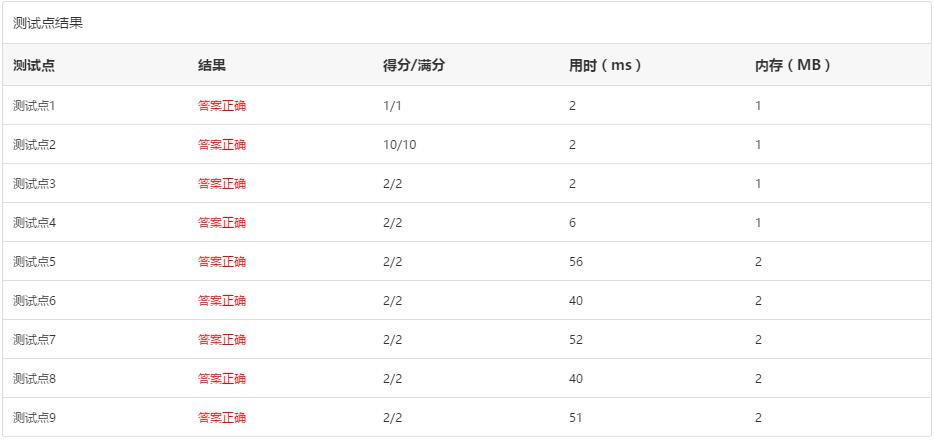 测试点结果
测试点 结果 得分/满分 用时（ms） 内存（MB）
测试点1 答案正确 1/1 2 1
测试点2 答案正确 10/10 2 1
测试点3 答案正确 2/2 2 1
测试点4 答案正确 2/2 6 1
测试点5 答案正确 2/2 56 2
测试点6 答案正确 2/2 40 2
测试点7 答案正确 2/2 52 2
测试点8 答案正确 2/2 40 2
测试点9 答案正确 2/2 51 2